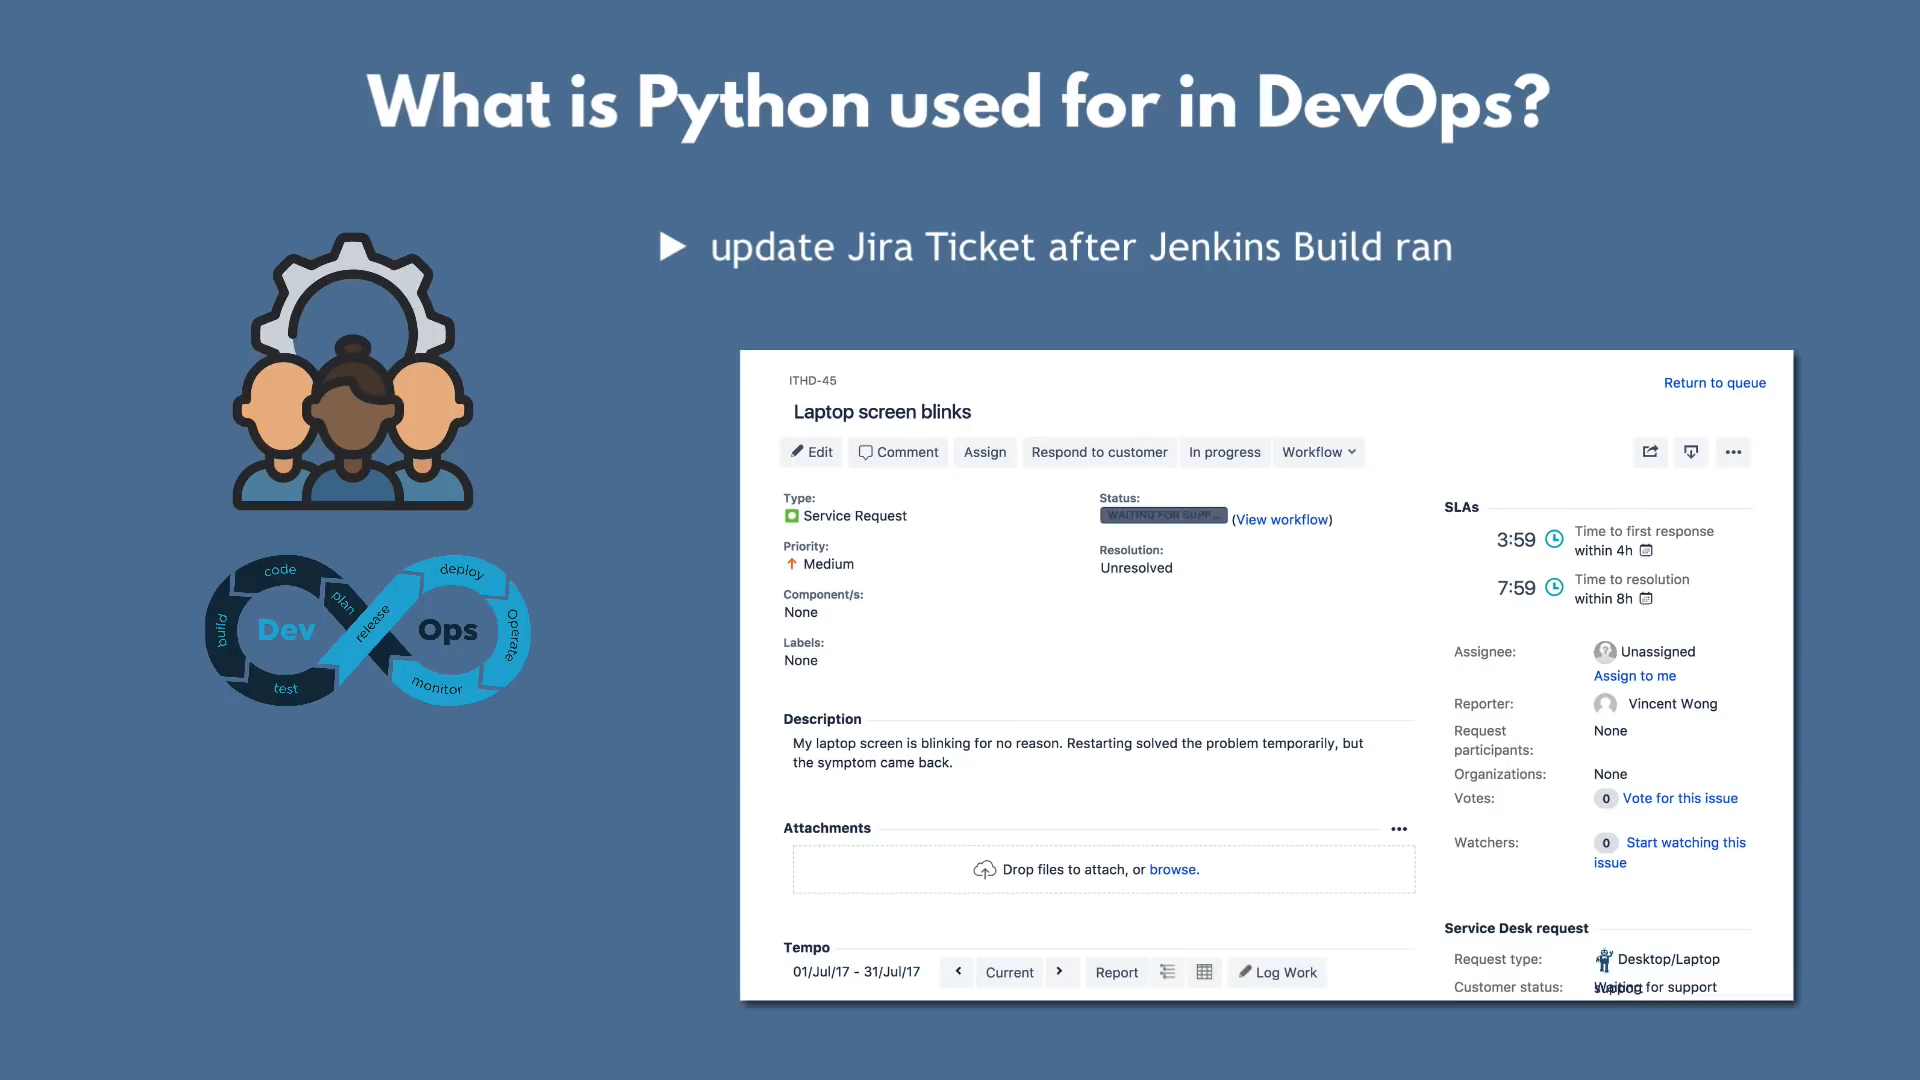 What is Python used for in DevOps?
▶ update Jira Ticket after Jenkins Build ran
code
plan
build
Dev
test
release
deploy
Ops
Operate
monitor
ITHD-45
Return to queue
Laptop screen blinks
Edit Comment Assign Respond to customer In progress Workflow
Type:
Service Request
Priority:
Medium
Component/s:
None
Labels:
None
Status:
WAITING FOR SUPP... (View workflow)
Resolution:
Unresolved
Description
My laptop screen is blinking for no reason. Restarting solved the problem temporarily, but
the symptom came back.
Attachments
Drop files to attach, or browse.
Tempo
01/Jul/17 - 31/Jul/17 Current Report Log Work
SLAs
3:59 Time to first response
within 4h
7:59 Time to resolution
within 8h
Assignee: Unassigned
Assign to me
Reporter: Vincent Wong
Request participants: None
Organizations: None
Votes: 0 Vote for this issue
Watchers: 0 Start watching this
issue
Service Desk request
Request type: Desktop/Laptop
support
Customer status: Waiting for support